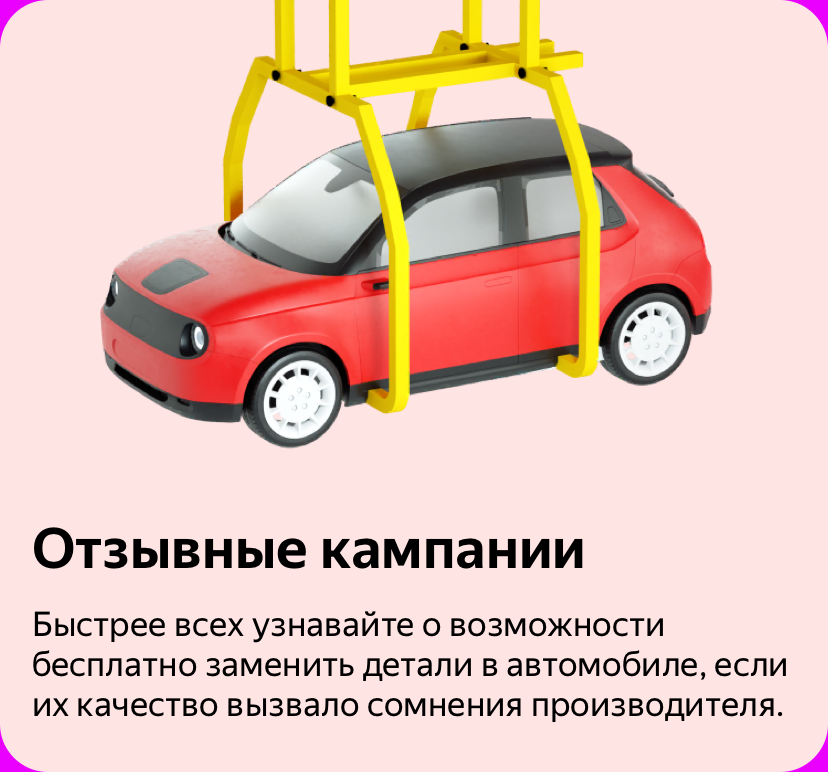 Отзывные кампании
Быстрее всех узнавайте о возможности
бесплатно заменить детали в автомобиле, если
их качество вызвало сомнения производителя.